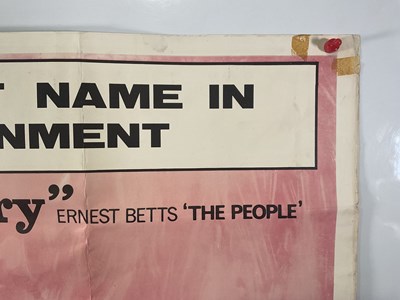 NAME IN
NMENT
ry” ERNEST BETTS ‘THE PEOPLE’